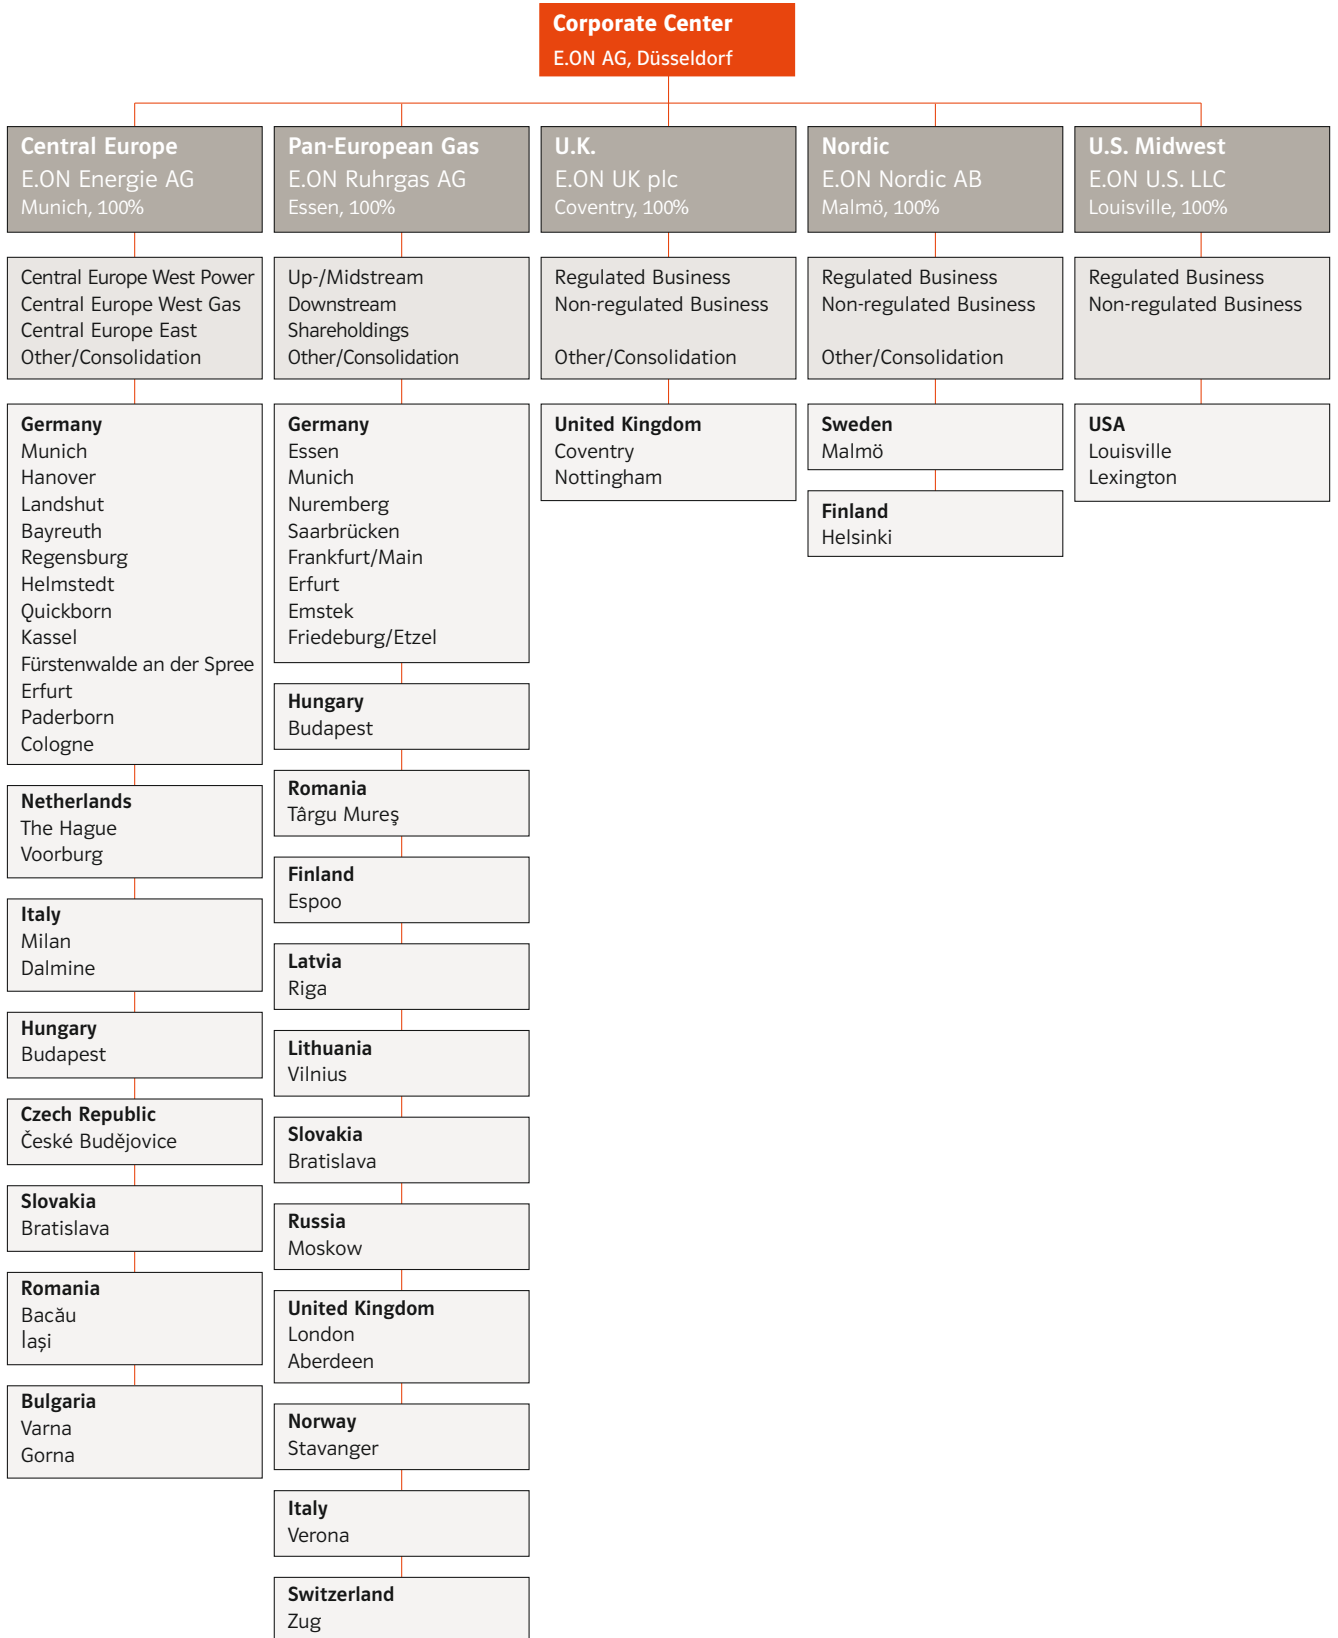 Corporate Center
E.ON AG, Düsseldorf
Central Europe
E.ON Energie AG
Munich, 100%
Central Europe West Power
Central Europe West Gas
Central Europe East
Other/Consolidation
Germany
Munich
Hanover
Landshut
Bayreuth
Regensburg
Helmstedt
Quickborn
Kassel
Fürstenwalde an der Spree
Erfurt
Paderborn
Cologne
Netherlands
The Hague
Voorburg
Italy
Milan
Dalmine
Hungary
Budapest
Czech Republic
České Budějovice
Slovakia
Bratislava
Romania
Bacău
Iași
Bulgaria
Varna
Gorna
Pan-European Gas
E.ON Ruhrgas AG
Essen, 100%
Up-/Midstream
Downstream
Shareholdings
Other/Consolidation
Germany
Essen
Munich
Nuremberg
Saarbrücken
Frankfurt/Main
Erfurt
Emstek
Friedeburg/Etzel
Hungary
Budapest
Romania
Târgu Mureş
Finland
Espoo
Latvia
Riga
Lithuania
Vilnius
Slovakia
Bratislava
Russia
Moskow
United Kingdom
London
Aberdeen
Norway
Stavanger
Italy
Verona
Switzerland
Zug
U.K.
E.ON UK plc
Coventry, 100%
Regulated Business
Non-regulated Business
Other/Consolidation
United Kingdom
Coventry
Nottingham
Nordic
E.ON Nordic AB
Malmö, 100%
Regulated Business
Non-regulated Business
Other/Consolidation
Sweden
Malmö
Finland
Helsinki
U.S. Midwest
E.ON U.S. LLC
Louisville, 100%
Regulated Business
Non-regulated Business
USA
Louisville
Lexington